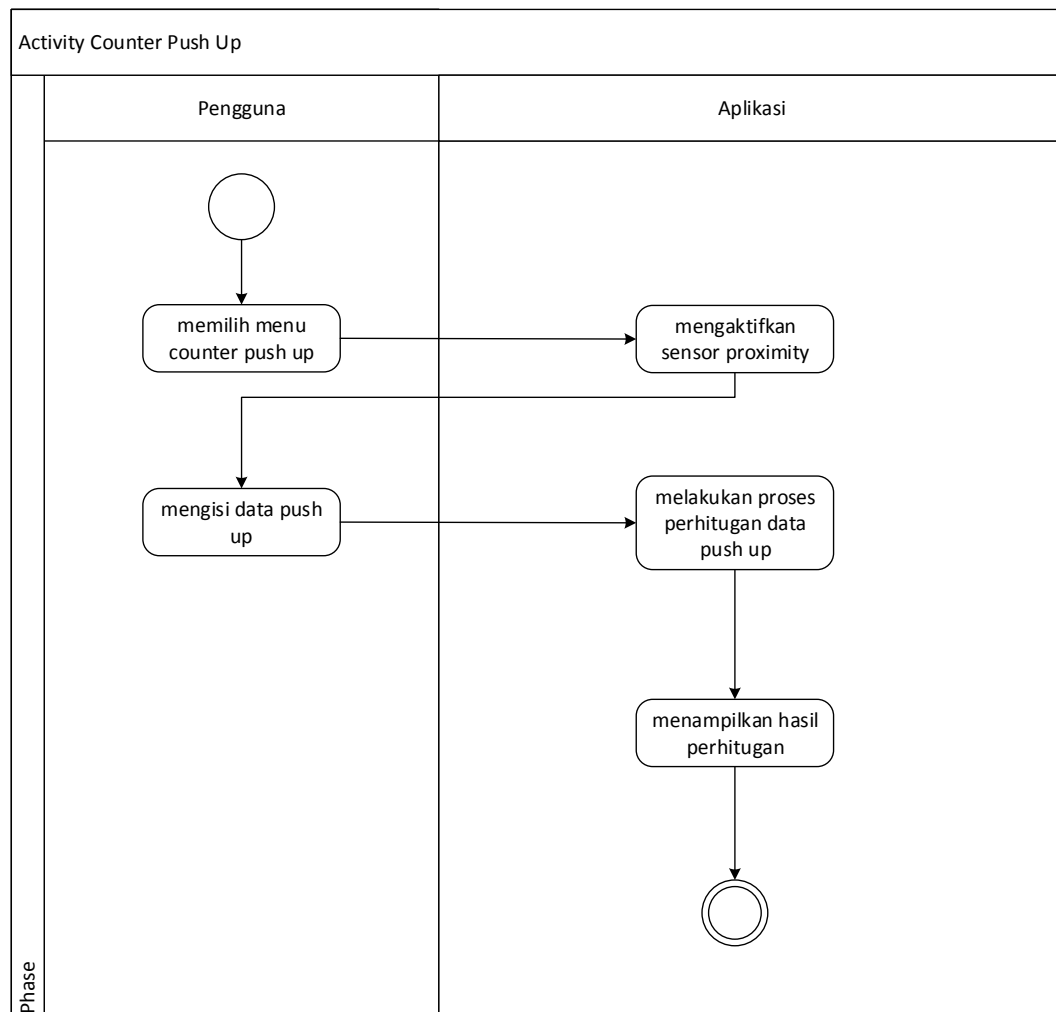 Activity Counter Push Up
Pengguna
Aplikasi
memilih menu
counter push up
mengaktifkan
sensor proximity
mengisi data push
up
melakukan proses
perhitugan data
push up
menampilkan hasil
perhitugan
Phase